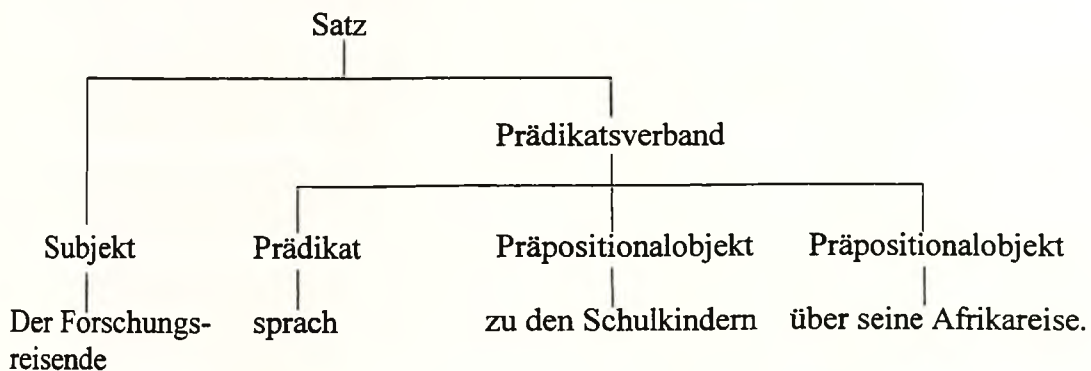 Satz
Prädikatsverband
Subjekt Prädikat Präpositionalobjekt Präpositionalobjekt
Der Forschungs- sprach zu den Schulkindern über seine Afrikareise.
reisende